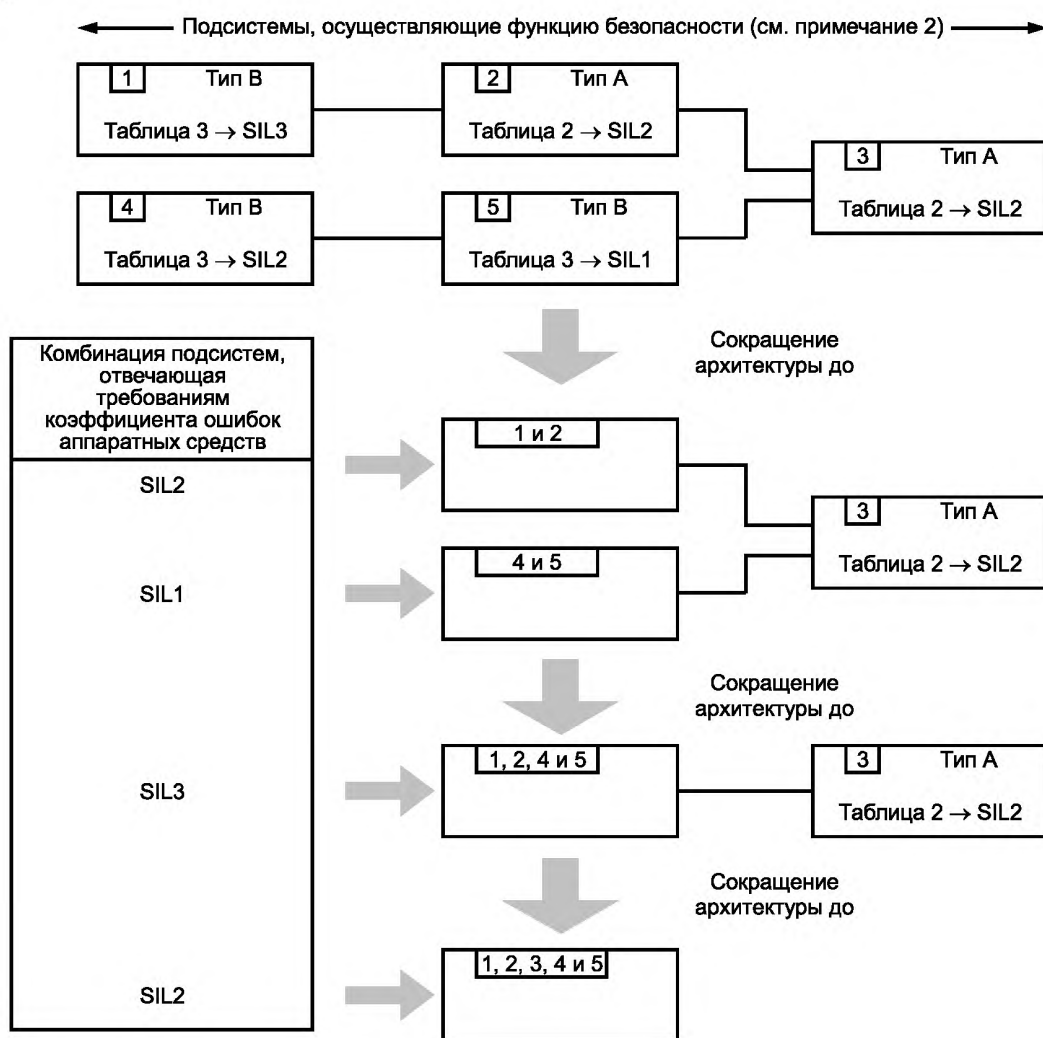 Подсистемы, осуществляющие функцию безопасности (см. примечание 2)
1 Тип B
Таблица 3 → SIL3
2 Тип A
Таблица 2 → SIL2
3 Тип A
Таблица 2 → SIL2
4 Тип B
Таблица 3 → SIL2
5 Тип B
Таблица 3 → SIL1
Сокращение
архитектуры до
Комбинация подсистем,
отвечающая
требованиям
коэффициента ошибок
аппаратных средств
SIL2
1 и 2
3 Тип A
Таблица 2 → SIL2
SIL1
4 и 5
Сокращение
архитектуры до
SIL3
1, 2, 4 и 5
3 Тип A
Таблица 2 → SIL2
Сокращение
архитектуры до
SIL2
1, 2, 3, 4 и 5